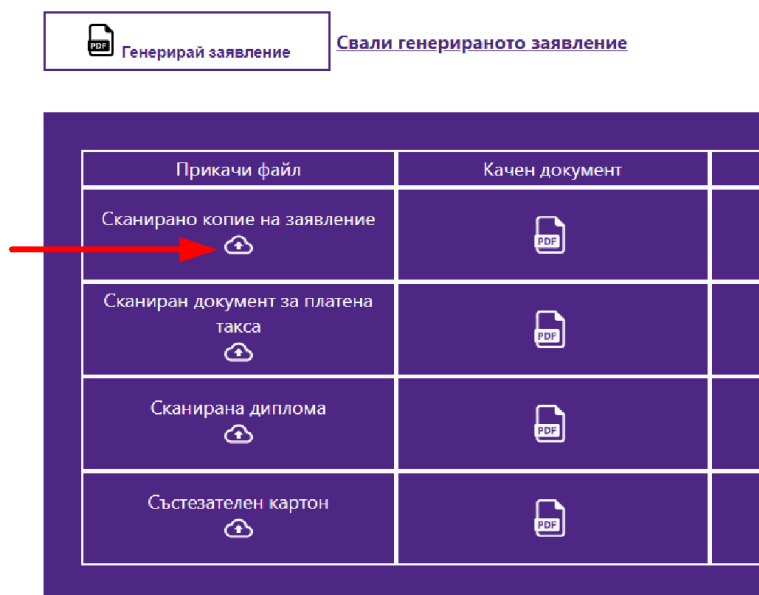 PDF
Генерирай заявление
Свали генерираното заявление
Прикачи файл
Качен документ
Сканирано копие на заявление
PDF
Сканиран документ за платена
такса
PDF
Сканирана диплома
PDF
Състезателен картон
PDF